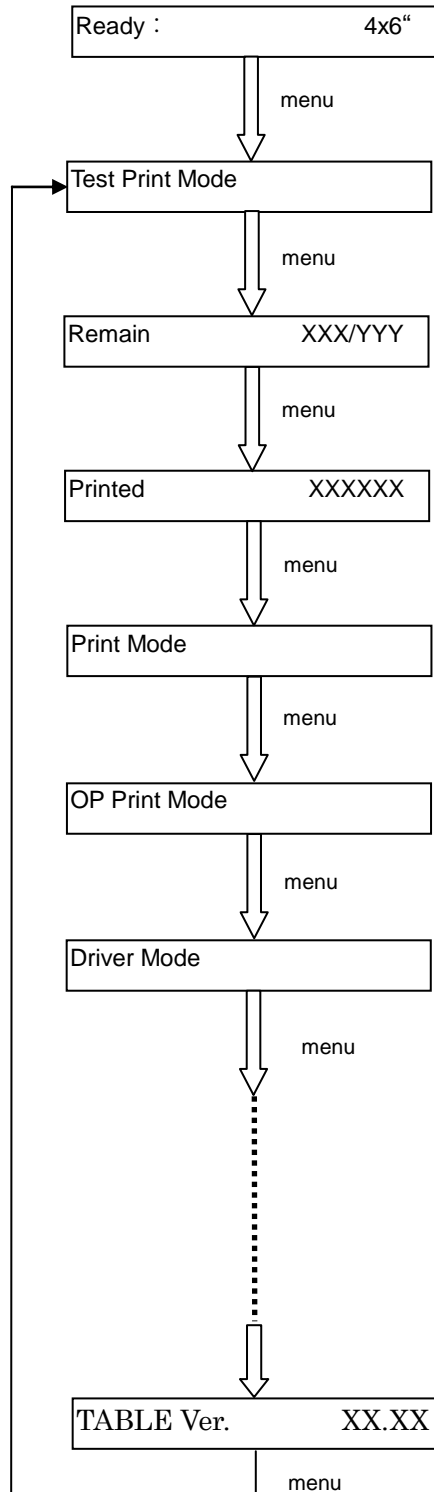 Ready： 4x6“
menu
Test Print Mode
menu
Remain XXX/YYY
menu
Printed XXXXXX
menu
Print Mode
menu
OP Print Mode
menu
Driver Mode
menu
TABLE Ver. XX.XX
menu